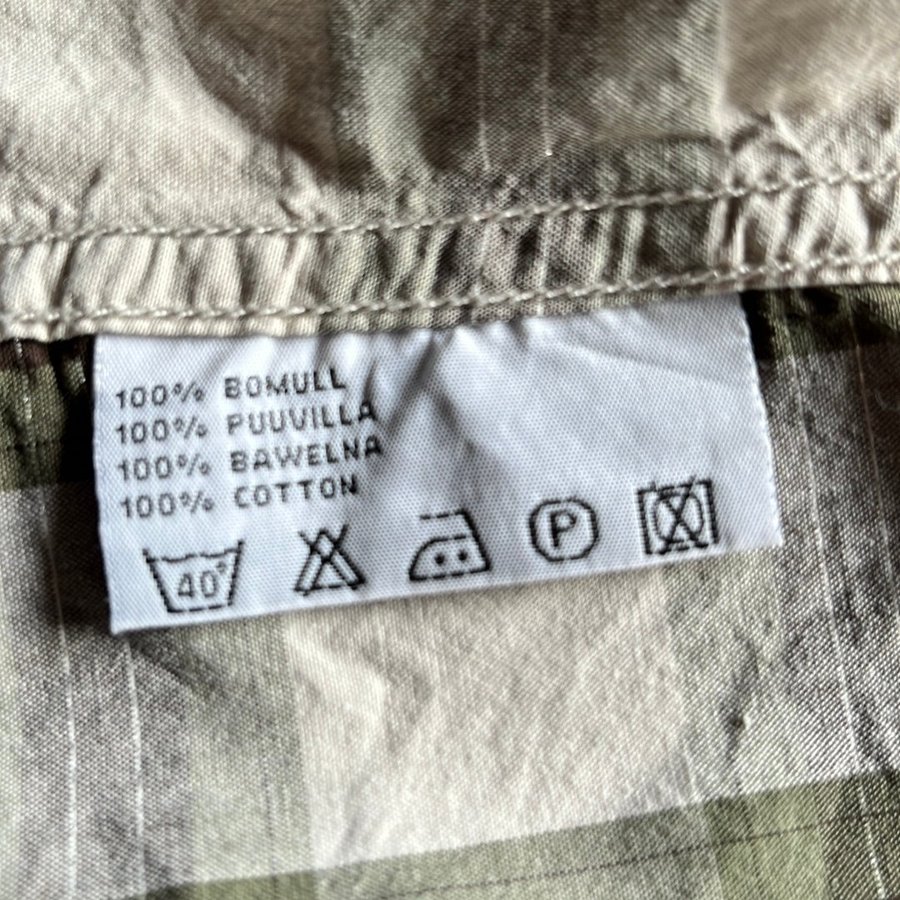 100% BOMULL
100% PUUVILLA
100% BAWELNA
100% COTTON
40° P